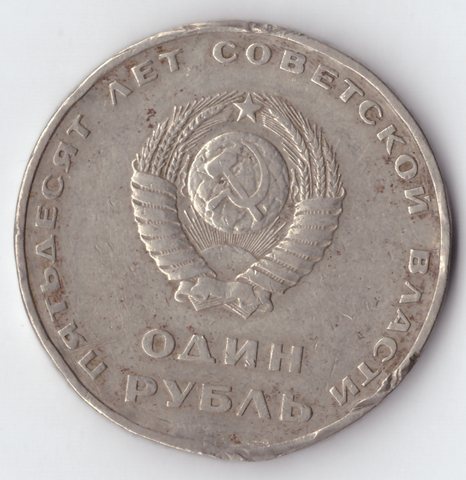 ПЯТЬДЕСЯТ ЛЕТ СОВЕТСКОЙ ВЛАСТИ
ОДИН
РУБЛЬ